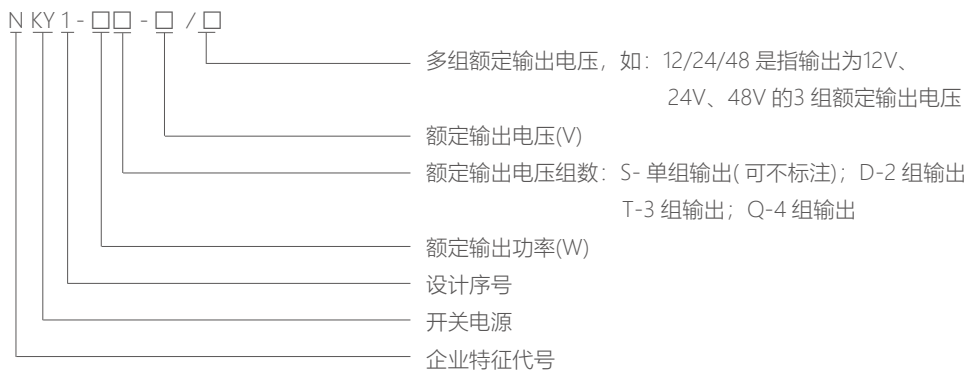 N KY 1 - □□ - □ / □
多组额定输出电压，如：12/24/48 是指输出为12V、
24V、48V 的3 组额定输出电压
额定输出电压(V)
额定输出电压组数：S- 单组输出( 可不标注)；D-2 组输出
T-3 组输出；Q-4 组输出
额定输出功率(W)
设计序号
开关电源
企业特征代号